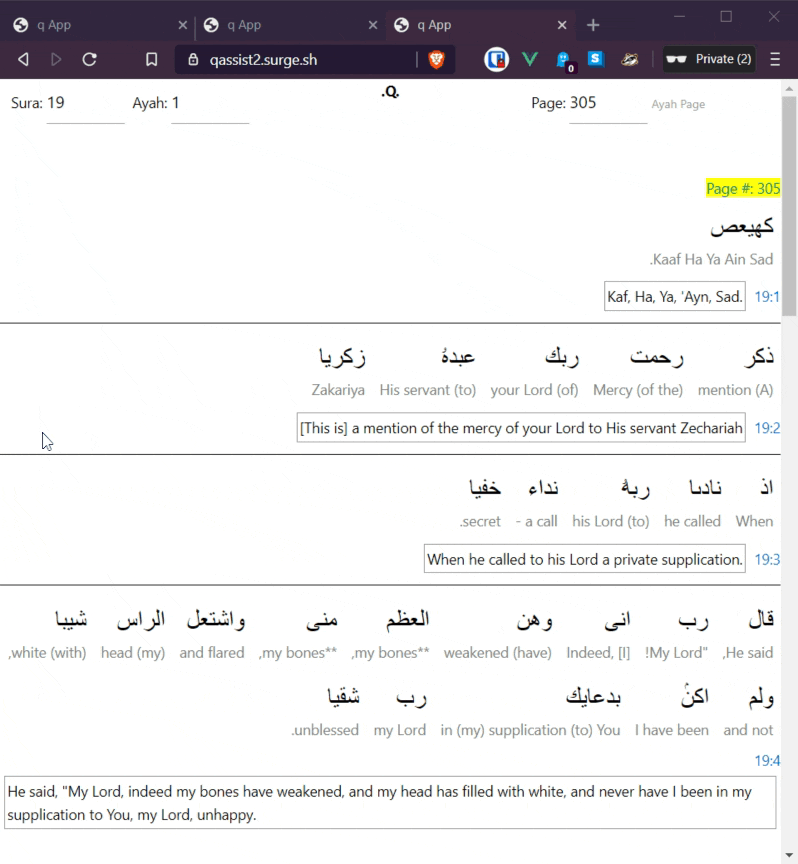 q App q App q App
qassist2.surge.sh 0 S Private (2)
.Q.
Sura: 19 Ayah: 1 Page: 305 Ayah Page
Page #: 305
كهيعص
.Kaaf Ha Ya Ain Sad
Kaf, Ha, Ya, 'Ayn, Sad. 19:1
ذكر رحمت ربك عبدهُ زكريا
Zakariya His servant (to) your Lord (of) Mercy (of the) mention (A)
[This is] a mention of the mercy of your Lord to His servant Zechariah 19:2
اذ نادىا ربهُ نداء خفيا
.secret - a call his Lord (to) he called When
When he called to his Lord a private supplication. 19:3
قال رب انى وهن العظم منى واشتعل الراس شيبا
,white (with) head (my) and flared ,my bones** ,my bones** weakened (have) Indeed, [I] !My Lord" ,He said
ولم اكنۢ بدعايك رب شقيا
.unblessed my Lord in (my) supplication (to) You I have been and not
19:4
He said, "My Lord, indeed my bones have weakened, and my head has filled with white, and never have I been in my
supplication to You, my Lord, unhappy.